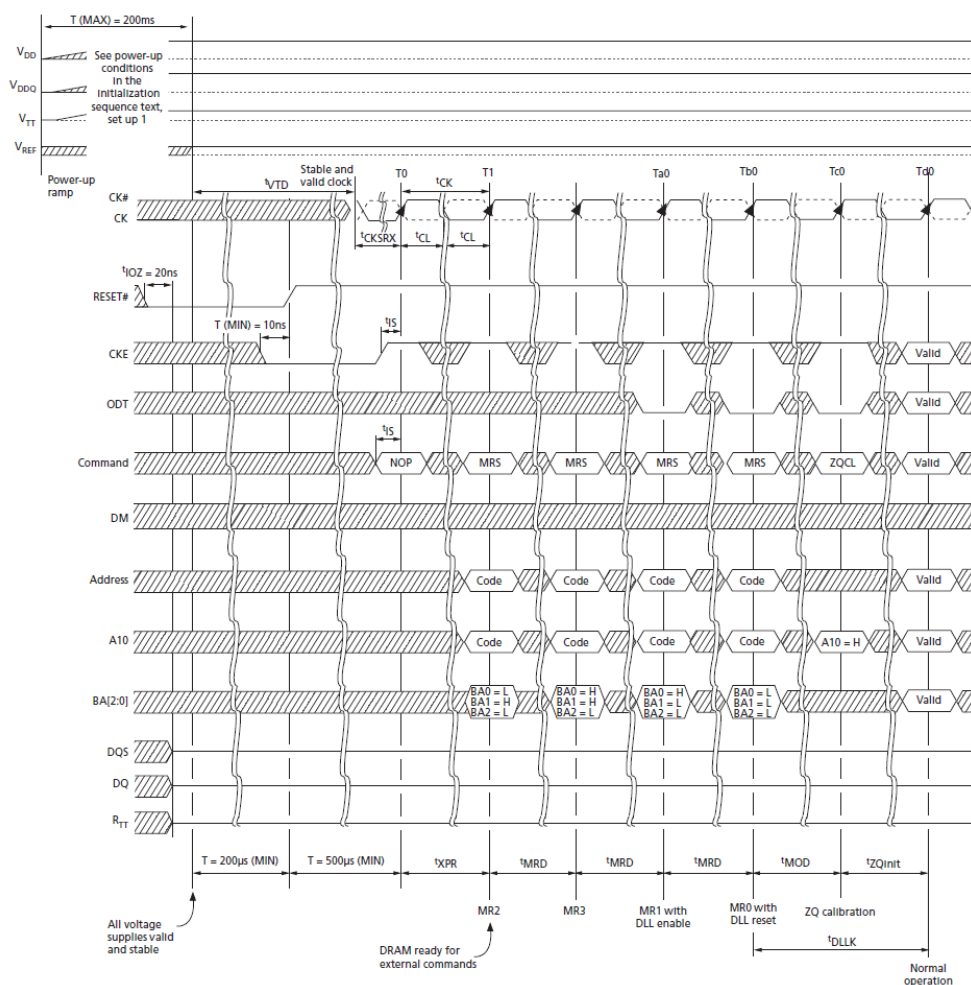 T (MAX) = 200ms
VDD
See power-up
conditions
in the
initialization
sequence text,
set up 1
VDDQ
VTT
VREF
Power-up
ramp
Stable and
valid clock
T0
T1
Ta0
Tb0
Tc0
Td0
tVTD
tCK
CK#
CK
tCKSRX
tCL
tCL
tIOZ = 20ns
RESET#
T (MIN) = 10ns
tIS
CKE
Valid
ODT
Valid
tIS
Command
NOP
MRS
MRS
MRS
MRS
ZQCL
Valid
DM
Address
Code
Code
Code
Code
Valid
A10
Code
Code
Code
Code
A10 = H
Valid
BA[2:0]
BA0 = L
BA1 = H
BA2 = L
BA0 = H
BA1 = H
BA2 = L
BA0 = H
BA1 = L
BA2 = L
BA0 = L
BA1 = L
BA2 = L
Valid
DQS
DQ
RTT
T = 200µs (MIN)
T = 500µs (MIN)
tXPR
tMRD
tMRD
tMRD
tMOD
tZQinit
All voltage
supplies valid
and stable
MR2
MR3
MR1 with
DLL enable
MR0 with
DLL reset
ZQ calibration
DRAM ready for
external commands
tDLLK
Normal
operation